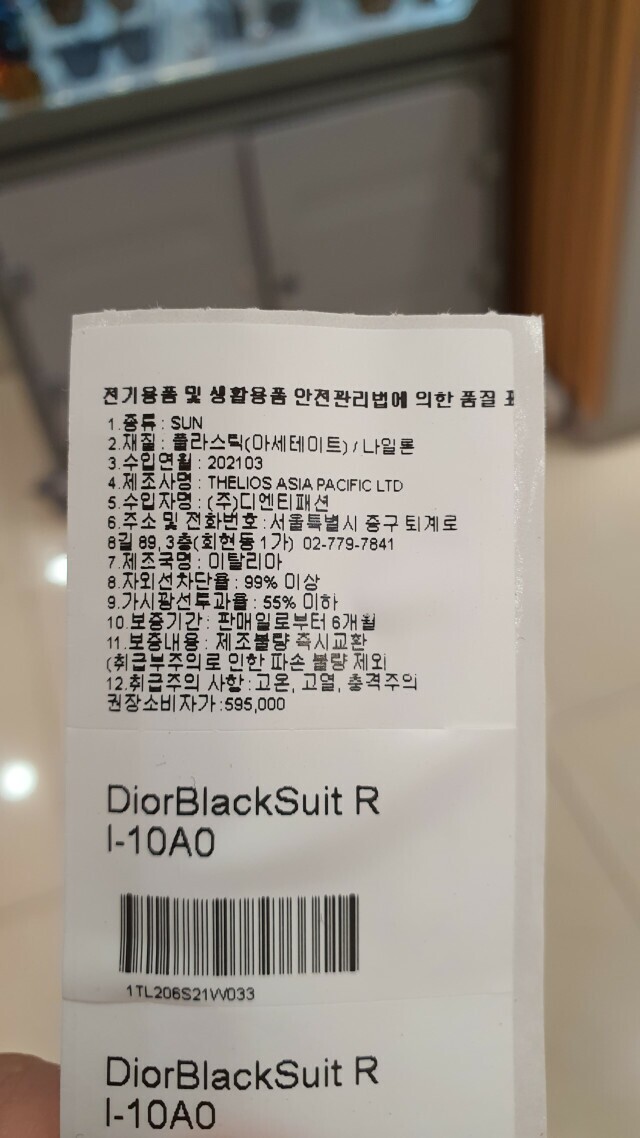 전기용품 및 생활용품 안전관리법에 의한 품질 표
1.종류 : SUN
2.재질 : 플라스틱(아세테이트) / 나일론
3.수입연월 : 202103
4.제조사명 : THELIOS ASIA PACIFIC LTD
5.수입자명 : (주)디엔티패션
6.주소 및 전화번호 : 서울특별시 중구 퇴계로
8길 89, 3층(회현동1가) 02-779-7841
7.제조국명 : 이탈리아
8.자외선차단율 : 99% 이상
9.가시광선투과율 : 55% 이하
10.보증기간 : 판매일로부터 6개월
11.보증내용 : 제조불량 즉시교환
(취급부주의로 인한 파손 불량 제외
12.취급주의 사항 : 고온, 고열, 충격주의
권장소비자가 : 595,000
DiorBlackSuit R
I-10A0
1TL206S21W033
DiorBlackSuit R
I-10A0